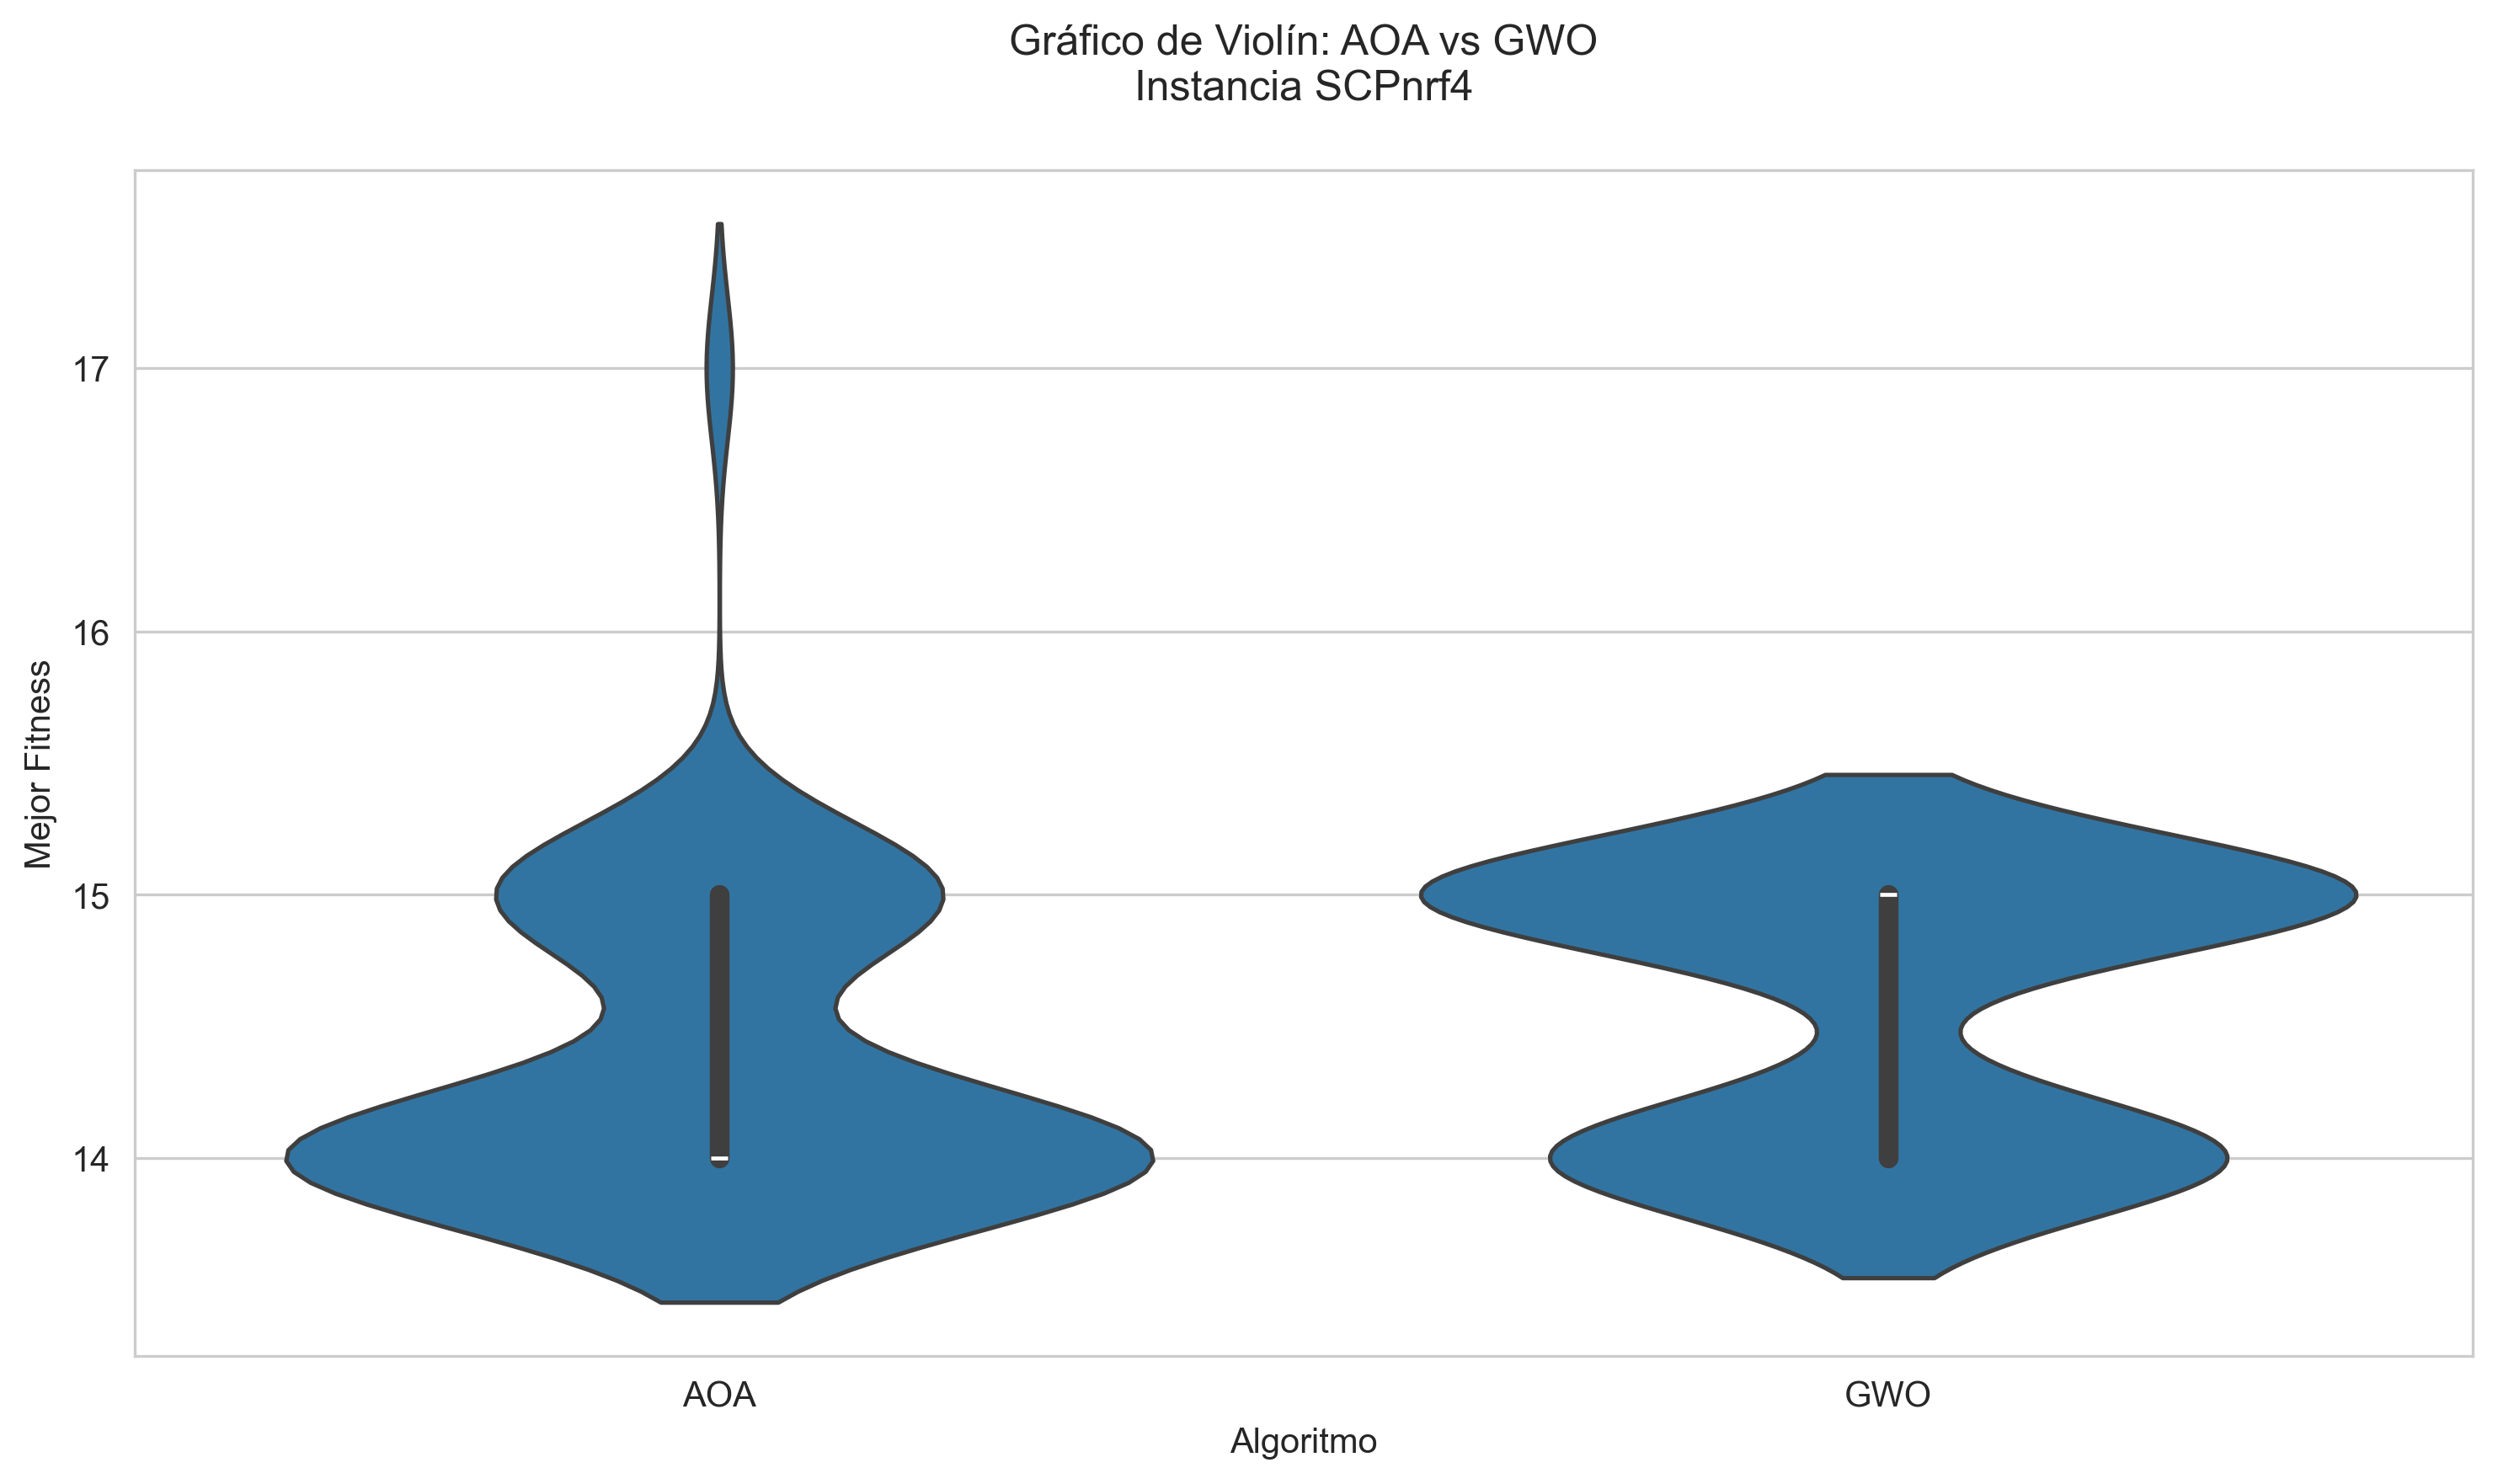 Gráfico de Violín: AOA vs GWO
Instancia SCPnrf4
Mejor Fitness
17
16
15
14
AOA
GWO
Algoritmo